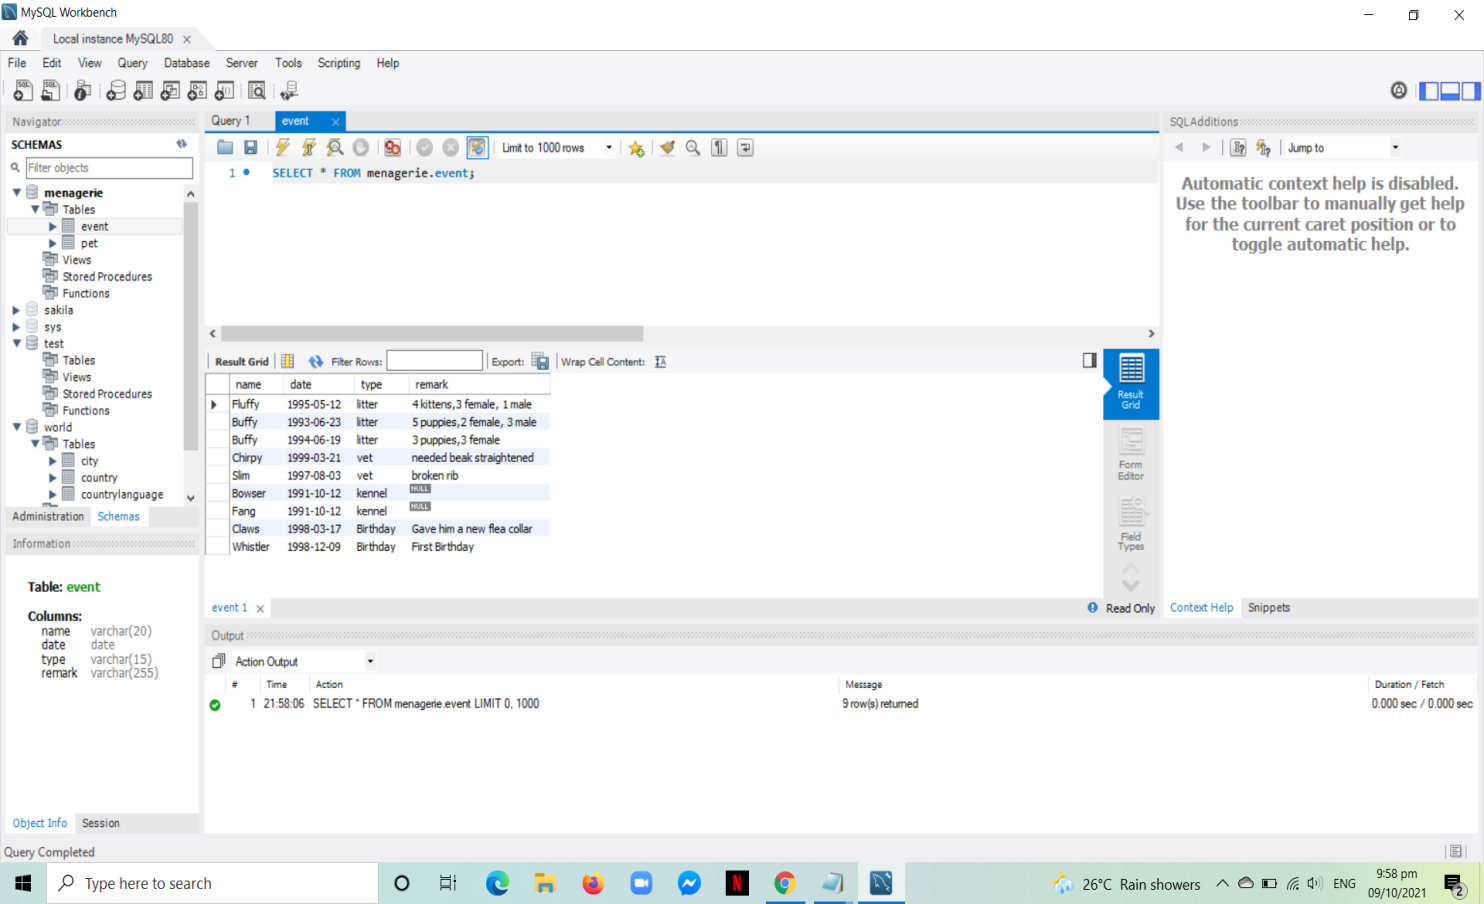 MySQL Workbench
Local instance MySQL80
File Edit View Query Database Server Tools Scripting Help
Navigator
SCHEMAS
Filter objects
menagerie
Tables
event
pet
Views
Stored Procedures
Functions
sakila
sys
test
Tables
Views
Stored Procedures
Functions
world
Tables
city
country
countrylanguage
Administration Schemas
Information
Table: event
Columns:
name varchar(20)
date date
type varchar(15)
remark varchar(255)
Object Info Session
Query 1 event
Limit to 1000 rows
1 SELECT * FROM menagerie.event;
Result Grid Filter Rows: Export: Wrap Cell Content:
name date type remark
Fluffy 1995-05-12 litter 4 kittens,3 female, 1 male
Buffy 1993-06-23 litter 5 puppies,2 female, 3 male
Buffy 1994-06-19 litter 3 puppies,3 female
Chirpy 1999-03-21 vet needed beak straightened
Slim 1997-08-03 vet broken rib
Bowser 1991-10-12 kennel NULL
Fang 1991-10-12 kennel NULL
Claws 1998-03-17 Birthday Gave him a new flea collar
Whistler 1998-12-09 Birthday First Birthday
Result
Grid
Form
Editor
Field
Types
event 1
Read Only
Output
Action Output
# Time Action Message Duration / Fetch
1 21:58:06 SELECT * FROM menagerie.event LIMIT 0, 1000 9 row(s) returned 0.000 sec / 0.000 sec
SQLAdditions
Jump to
Automatic context help is disabled.
Use the toolbar to manually get help
for the current caret position or to
toggle automatic help.
Context Help Snippets
Query Completed
Type here to search
26°C Rain showers
ENG
9:58 pm
09/10/2021
2